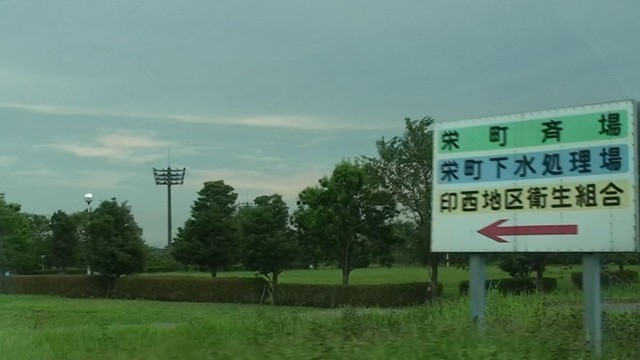 栄町斉場
栄町下水処理場
印西地区衛生組合